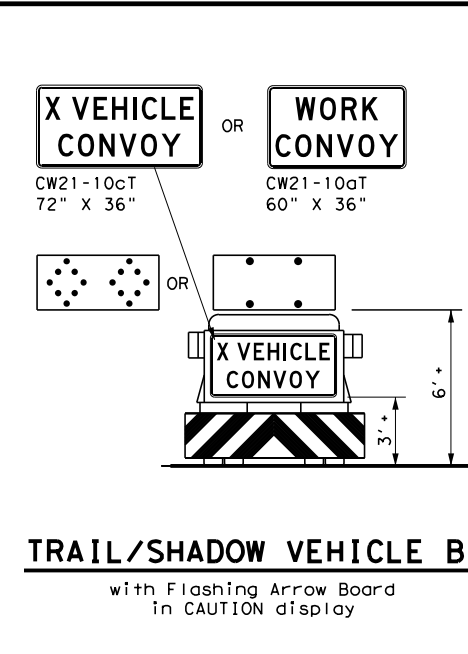 X VEHICLE
CONVOY
OR
WORK
CONVOY
CW21-10cT
72" X 36"
CW21-10aT
60" X 36"
OR
X VEHICLE
CONVOY
6' +
3' +
TRAIL/SHADOW VEHICLE B
with Flashing Arrow Board
in CAUTION display